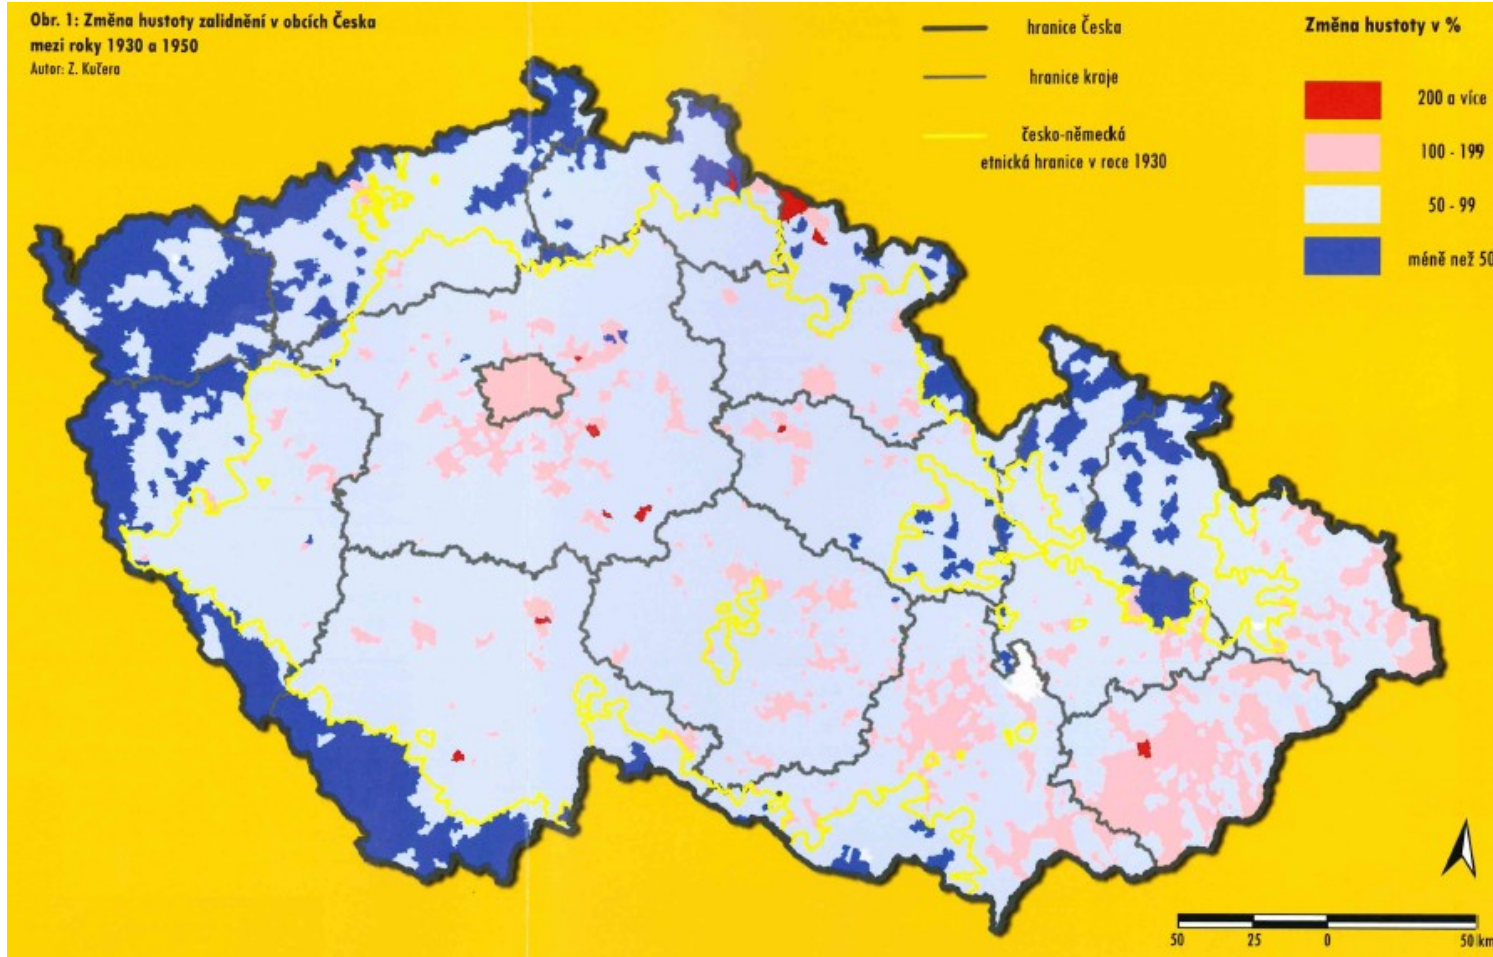 Obr. 1: Změna hustoty zalidnění v obcích Česka
mezi roky 1930 a 1950
Autor: Z. Kučera
hranice Česka
hranice kraje
česko-německá
etnická hranice v roce 1930
Změna hustoty v %
200 a více
100 - 199
50 - 99
méně než 50
50 25 0 50 km